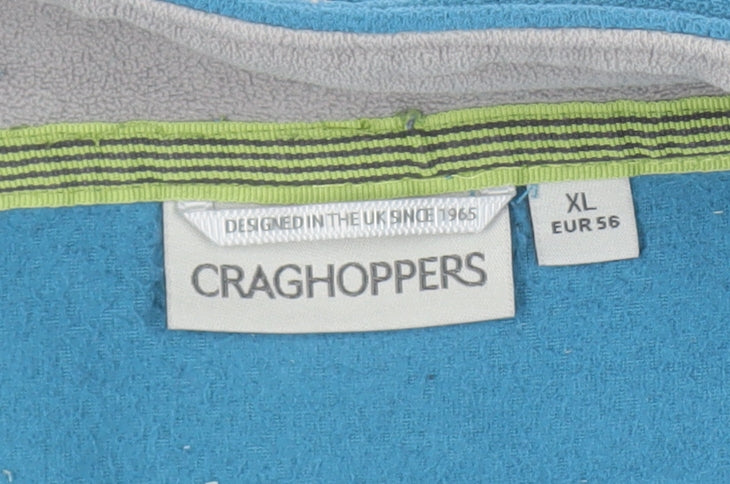 DESIGNED IN THE UK SINCE 1965
CRAGHOPPERS
XL
EUR 56